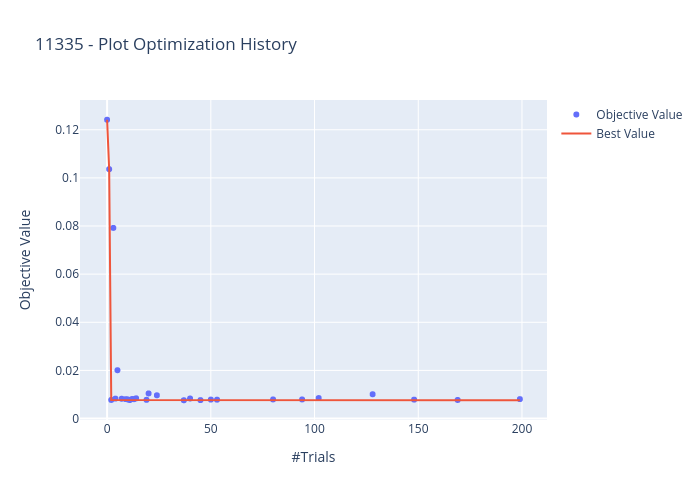 11335 - Plot Optimization History
Objective Value
Best Value
0.12
0.1
0.08
0.06
0.04
0.02
0
Objective Value
0
50
100
150
200
#Trials